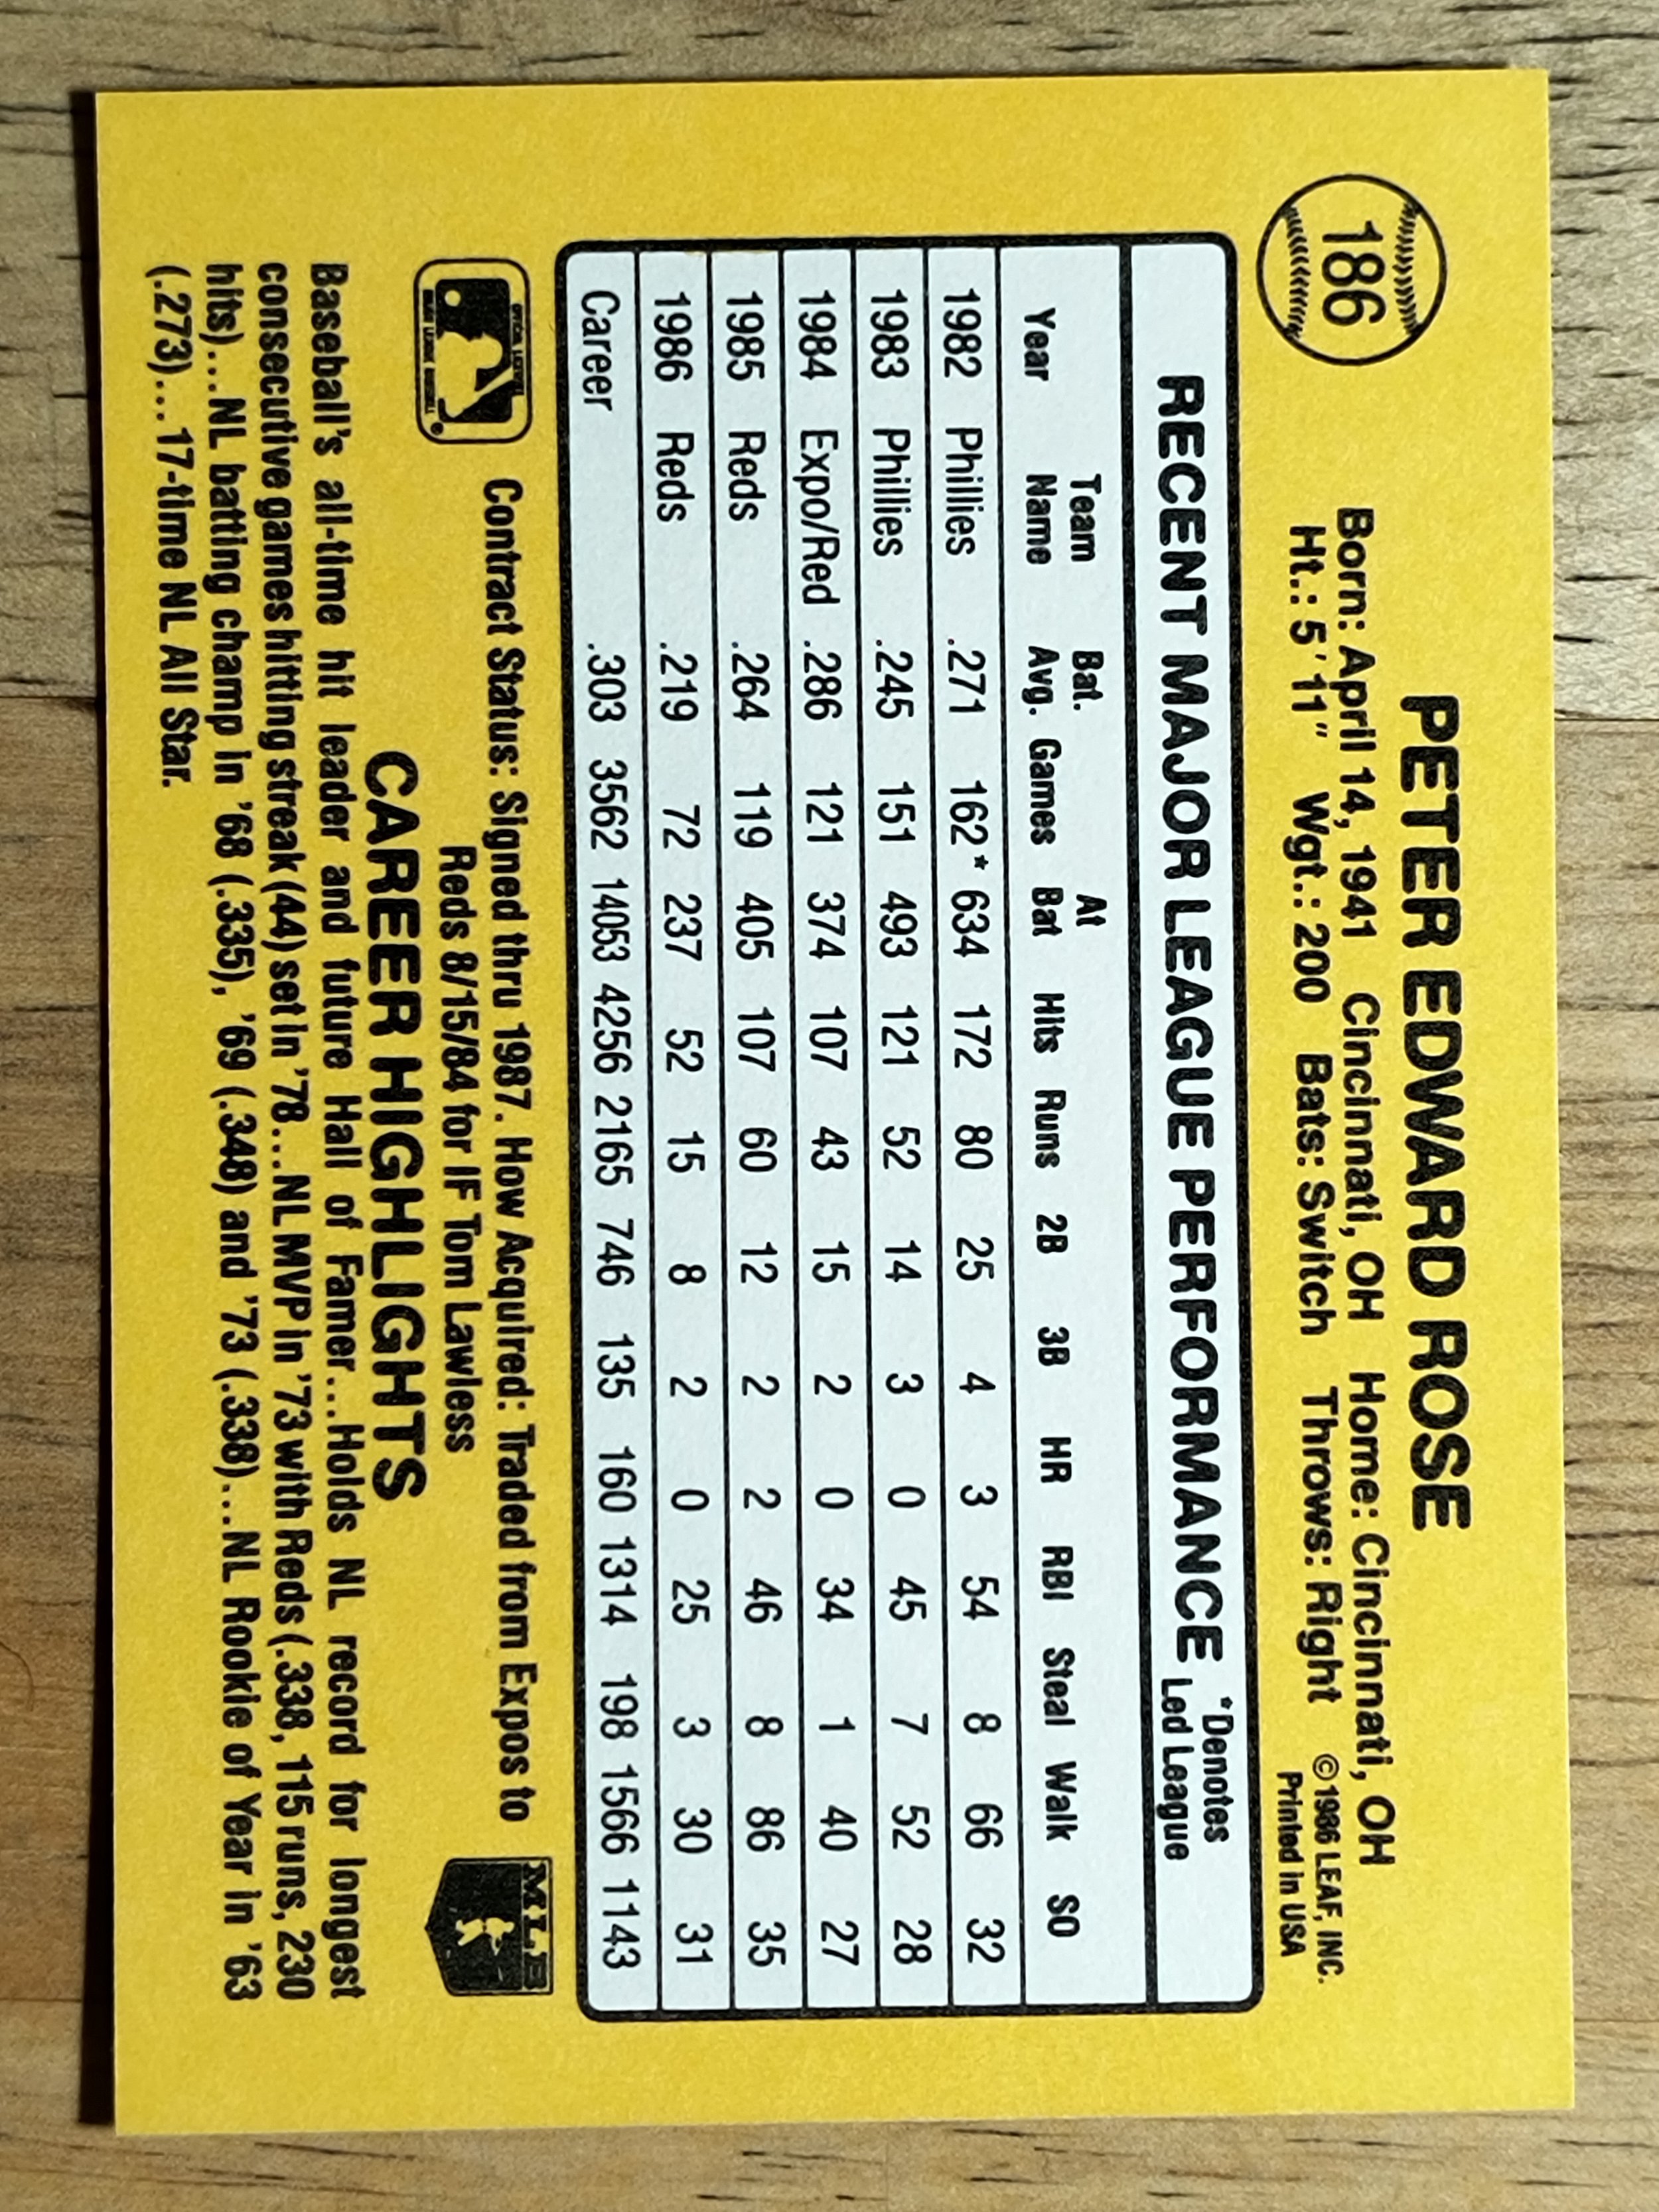 186
PETER EDWARD ROSE
Born: April 14, 1941 Cincinnati, OH Home: Cincinnati, OH
Ht.: 5'11" Wgt.: 200 Bats: Switch Throws: Right
©1986 LEAF, INC.
Printed in USA
RECENT MAJOR LEAGUE PERFORMANCE *Denotes Led League
Year Team Name Bat. Avg. Games At Bat Hits Runs 2B 3B HR RBI Steal Walk SO
1982 Phillies .271 162* 634 172 80 25 4 3 54 8 66 32
1983 Phillies .245 151 493 121 52 14 3 0 45 7 52 28
1984 Expo/Red .286 121 374 107 43 15 2 0 34 1 40 27
1985 Reds .264 119 405 107 60 12 2 2 46 8 86 35
1986 Reds .219 72 237 52 15 8 2 0 25 3 30 31
Career .303 3562 14053 4256 2165 746 135 160 1314 198 1566 1143
Contract Status: Signed thru 1987. How Acquired: Traded from Expos to
Reds 8/15/84 for IF Tom Lawless
MLB
CAREER HIGHLIGHTS
Baseball's all-time hit leader and future Hall of Famer...Holds NL record for longest
consecutive games hitting streak (44) set in '78...NL MVP in '73 with Reds (.338, 115 runs, 230
hits)...NL batting champ in '68 (.335), '69 (.348) and '73 (.338)...NL Rookie of Year in '63
(.273)...17-time NL All Star.